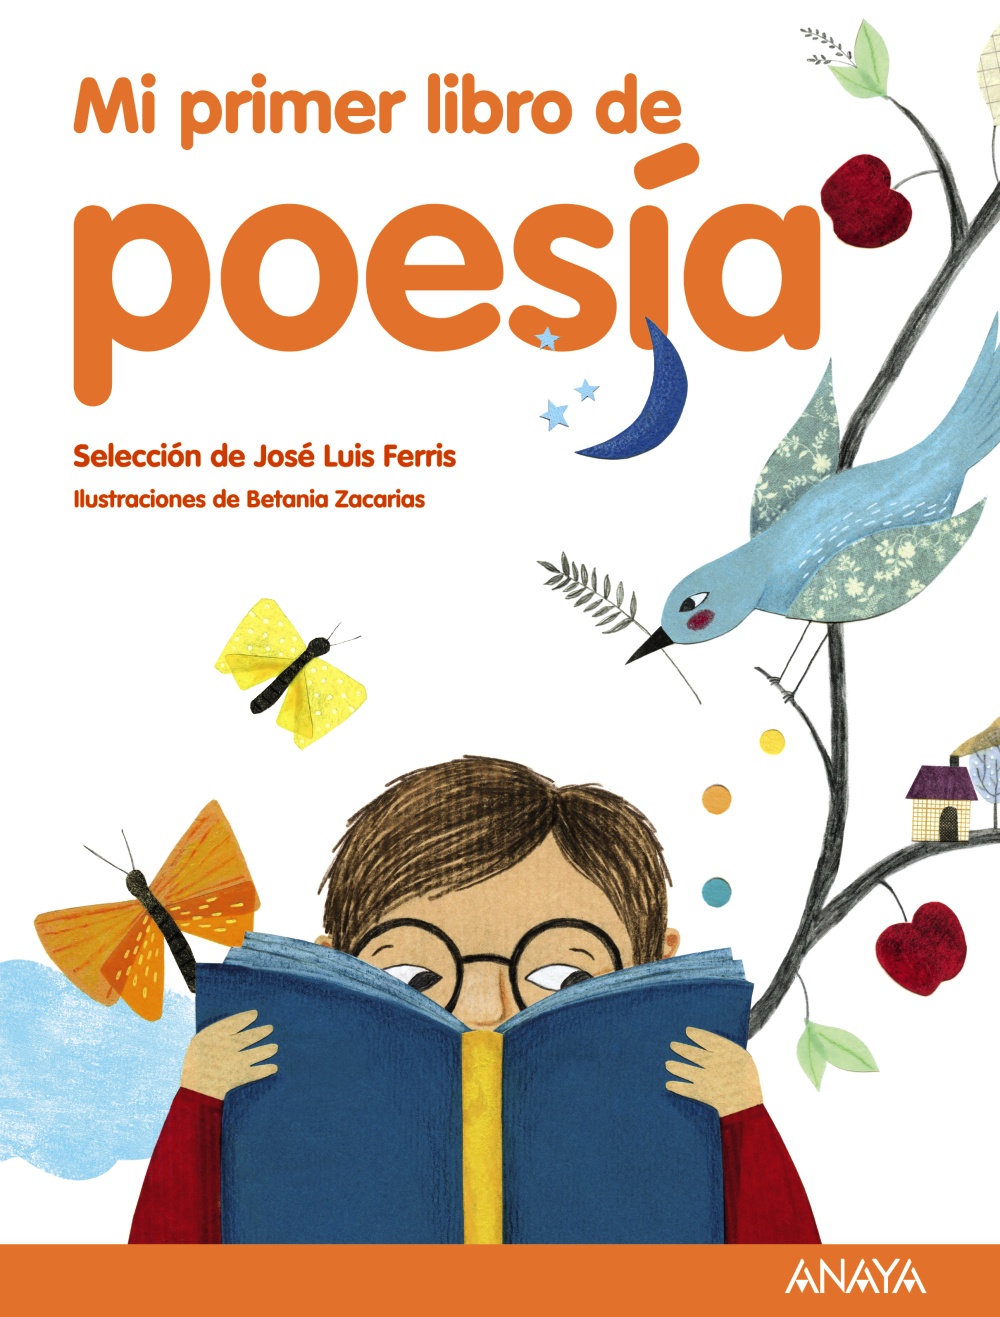 Mi primer libro de
poesía
Selección de José Luis Ferris
Ilustraciones de Betania Zacarias
ANAYA